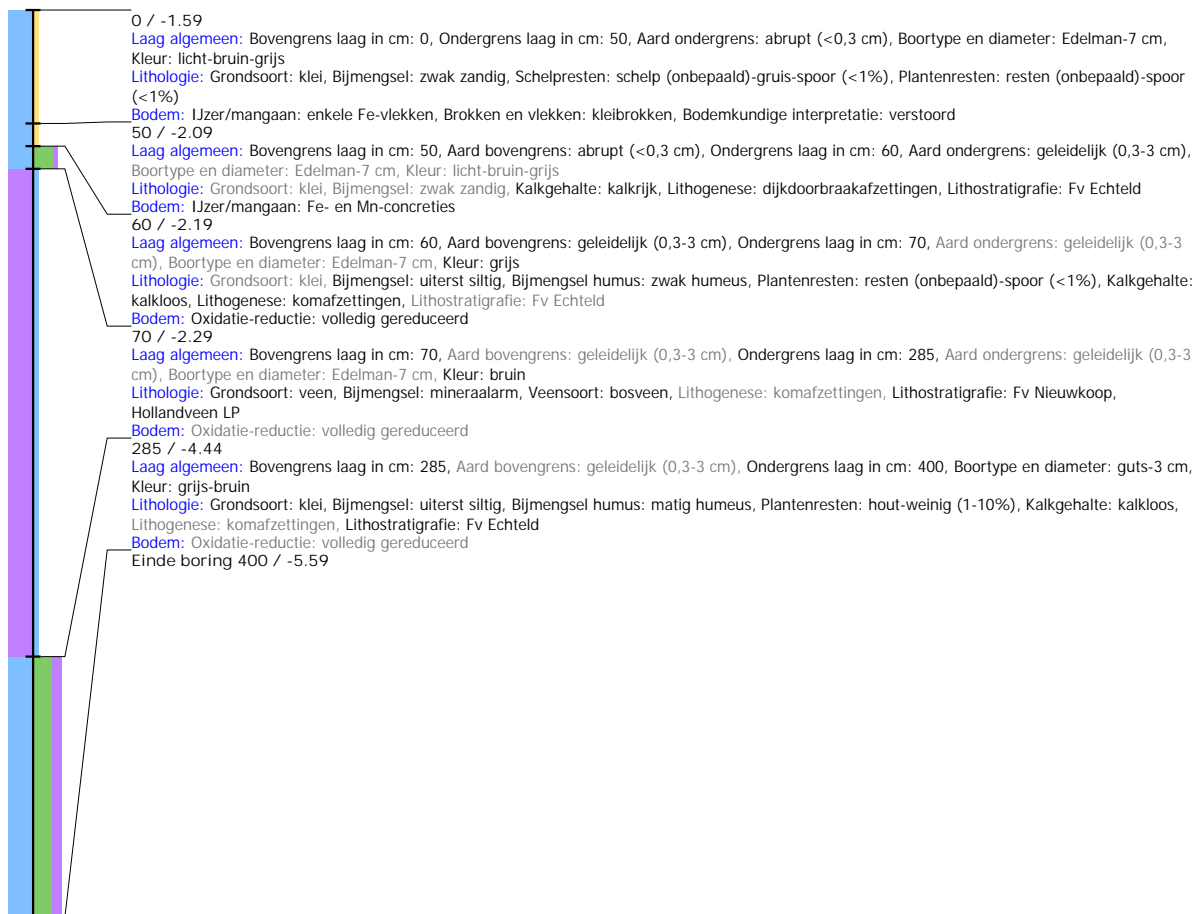 0 / -1.59
Laag algemeen: Bovengrens laag in cm: 0, Ondergrens laag in cm: 50, Aard ondergrens: abrupt (<0,3 cm), Boortype en diameter: Edelman-7 cm,
Kleur: licht-bruin-grijs
Lithologie: Grondsoort: klei, Bijmengsel: zwak zandig, Schelpresten: schelp (onbepaald)-gruis-spoor (<1%), Plantenresten: resten (onbepaald)-spoor
(<1%)
Bodem: IJzer/mangaan: enkele Fe-vlekken, Brokken en vlekken: kleibrokken, Bodemkundige interpretatie: verstoord
50 / -2.09
Laag algemeen: Bovengrens laag in cm: 50, Aard bovengrens: abrupt (<0,3 cm), Ondergrens laag in cm: 60, Aard ondergrens: geleidelijk (0,3-3 cm),
Boortype en diameter: Edelman-7 cm, Kleur: licht-bruin-grijs
Lithologie: Grondsoort: klei, Bijmengsel: zwak zandig, Kalkgehalte: kalkrijk, Lithogenese: dijkdoorbraakafzettingen, Lithostratigrafie: Fv Echteld
Bodem: IJzer/mangaan: Fe- en Mn-concreties
60 / -2.19
Laag algemeen: Bovengrens laag in cm: 60, Aard bovengrens: geleidelijk (0,3-3 cm), Ondergrens laag in cm: 70, Aard ondergrens: geleidelijk (0,3-3
cm), Boortype en diameter: Edelman-7 cm, Kleur: grijs
Lithologie: Grondsoort: klei, Bijmengsel: uiterst siltig, Bijmengsel humus: zwak humeus, Plantenresten: resten (onbepaald)-spoor (<1%), Kalkgehalte:
kalkloos, Lithogenese: komafzettingen, Lithostratigrafie: Fv Echteld
Bodem: Oxidatie-reductie: volledig gereduceerd
70 / -2.29
Laag algemeen: Bovengrens laag in cm: 70, Aard bovengrens: geleidelijk (0,3-3 cm), Ondergrens laag in cm: 285, Aard ondergrens: geleidelijk (0,3-3
cm), Boortype en diameter: Edelman-7 cm, Kleur: bruin
Lithologie: Grondsoort: veen, Bijmengsel: mineraalarm, Veensoort: bosveen, Lithogenese: komafzettingen, Lithostratigrafie: Fv Nieuwkoop,
Hollandveen LP
Bodem: Oxidatie-reductie: volledig gereduceerd
285 / -4.44
Laag algemeen: Bovengrens laag in cm: 285, Aard bovengrens: geleidelijk (0,3-3 cm), Ondergrens laag in cm: 400, Boortype en diameter: guts-3 cm,
Kleur: grijs-bruin
Lithologie: Grondsoort: klei, Bijmengsel: uiterst siltig, Bijmengsel humus: matig humeus, Plantenresten: hout-weinig (1-10%), Kalkgehalte: kalkloos,
Lithogenese: komafzettingen, Lithostratigrafie: Fv Echteld
Bodem: Oxidatie-reductie: volledig gereduceerd
Einde boring 400 / -5.59